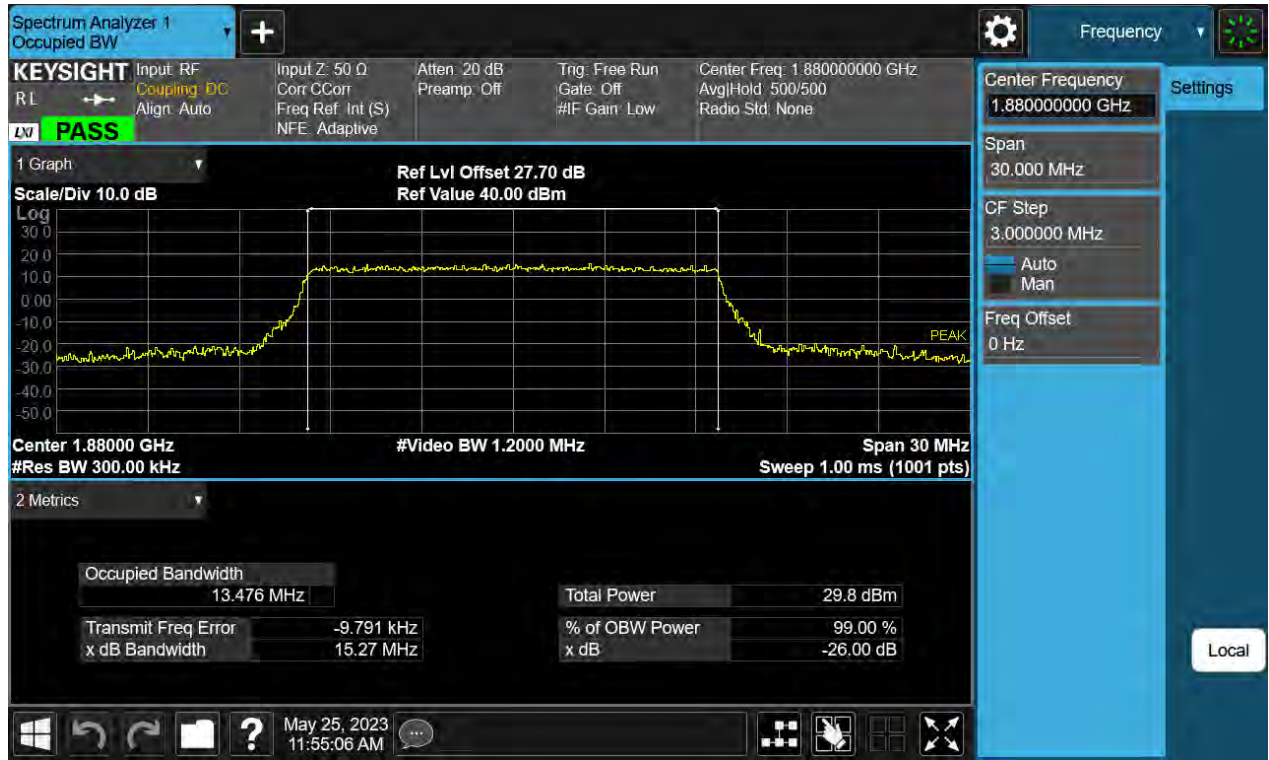 Spectrum Analyzer 1
Occupied BW
+
Frequency
KEYSIGHT
RL
LXI
PASS
Input: RF
Coupling: DC
Align: Auto
Input Z: 50 Ω
Corr CCorr
Freq Ref: Int (S)
NFE: Adaptive
Atten: 20 dB
Preamp: Off
Trig: Free Run
Gate: Off
#IF Gain: Low
Center Freq: 1.880000000 GHz
Avg|Hold: 500/500
Radio Std: None
Center Frequency
1.880000000 GHz
Settings
Span
30.000 MHz
CF Step
3.000000 MHz
Auto
Man
Freq Offset
0 Hz
Local
1 Graph
Scale/Div 10.0 dB
Ref Lvl Offset 27.70 dB
Ref Value 40.00 dBm
Log
30.0
20.0
10.0
0.00
-10.0
-20.0
-30.0
-40.0
-50.0
PEAK
Center 1.88000 GHz
#Video BW 1.2000 MHz
Span 30 MHz
#Res BW 300.00 kHz
Sweep 1.00 ms (1001 pts)
2 Metrics
Occupied Bandwidth
13.476 MHz
Total Power 29.8 dBm
Transmit Freq Error -9.791 kHz
% of OBW Power 99.00 %
x dB Bandwidth 15.27 MHz
x dB -26.00 dB
?
May 25, 2023
11:55:06 AM